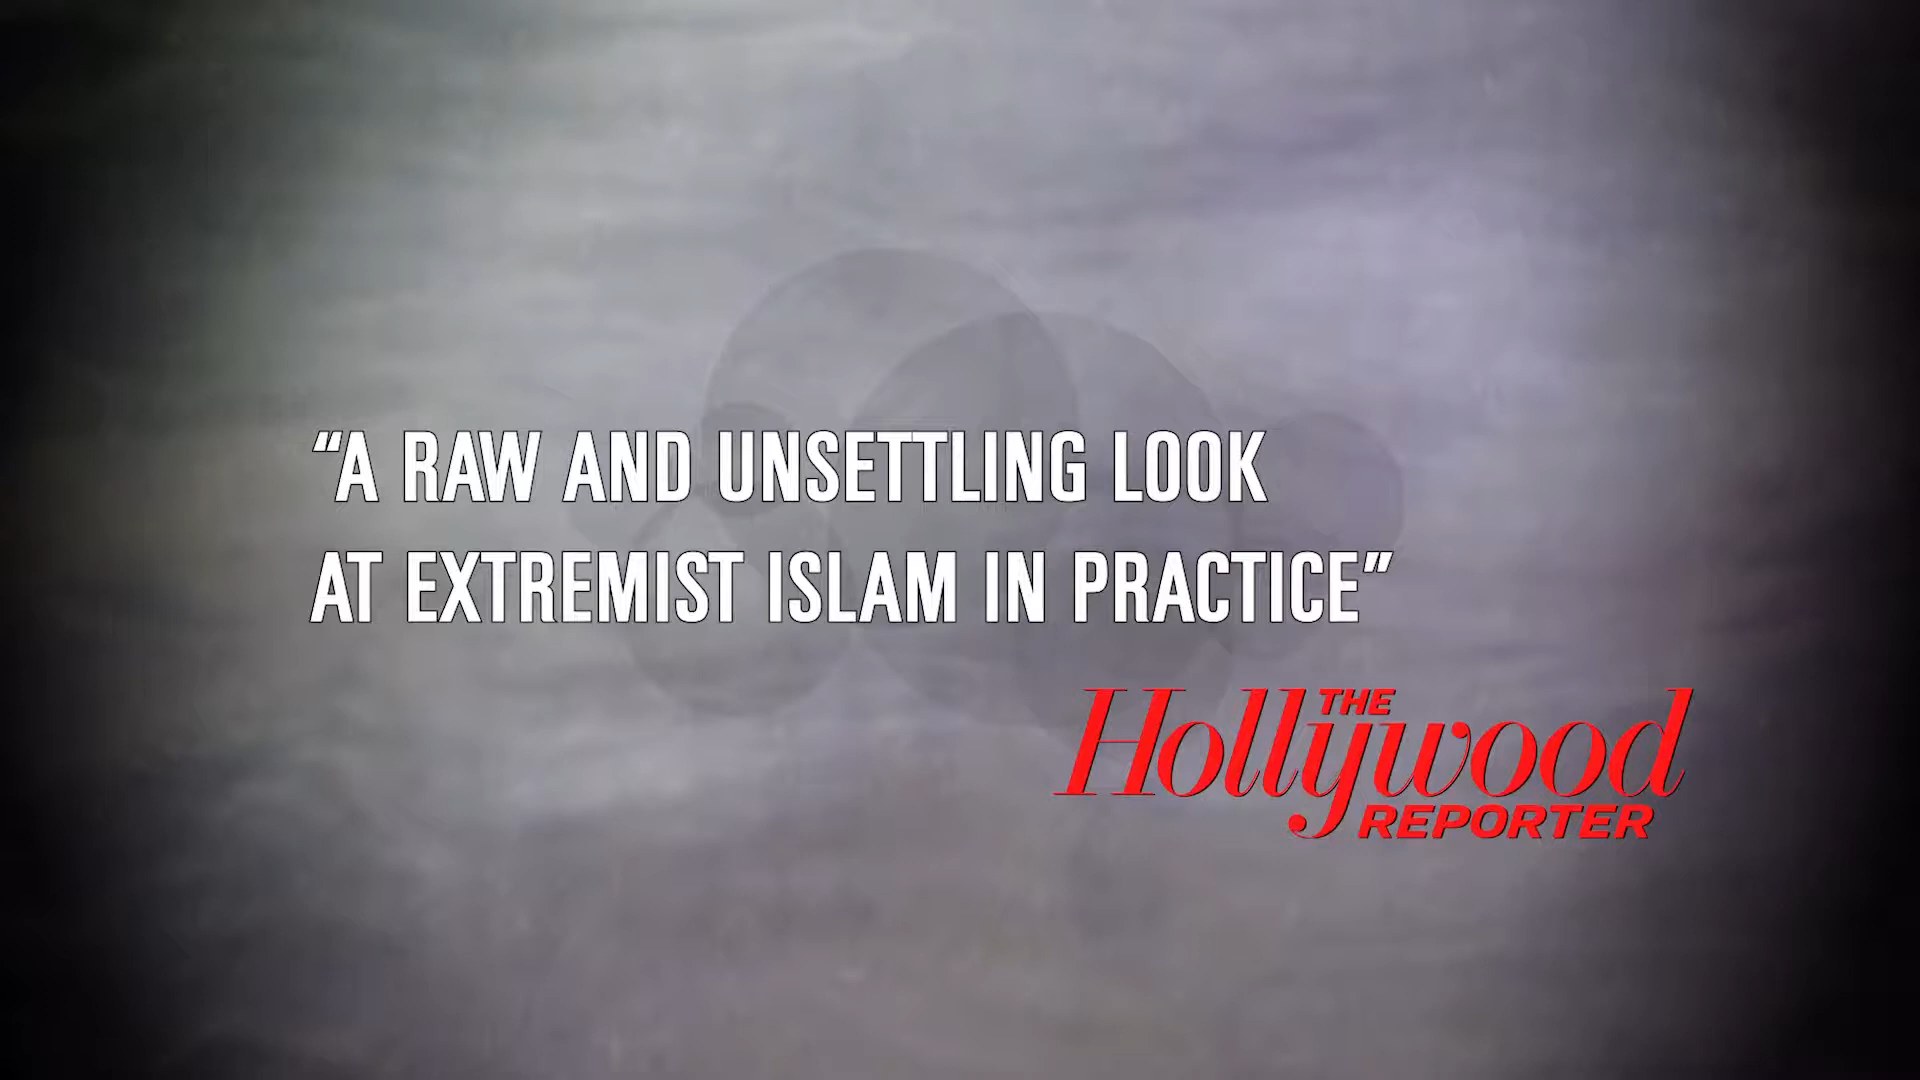 “A RAW AND UNSETTLING LOOK
AT EXTREMIST ISLAM IN PRACTICE”
THE
Hollywood
REPORTER